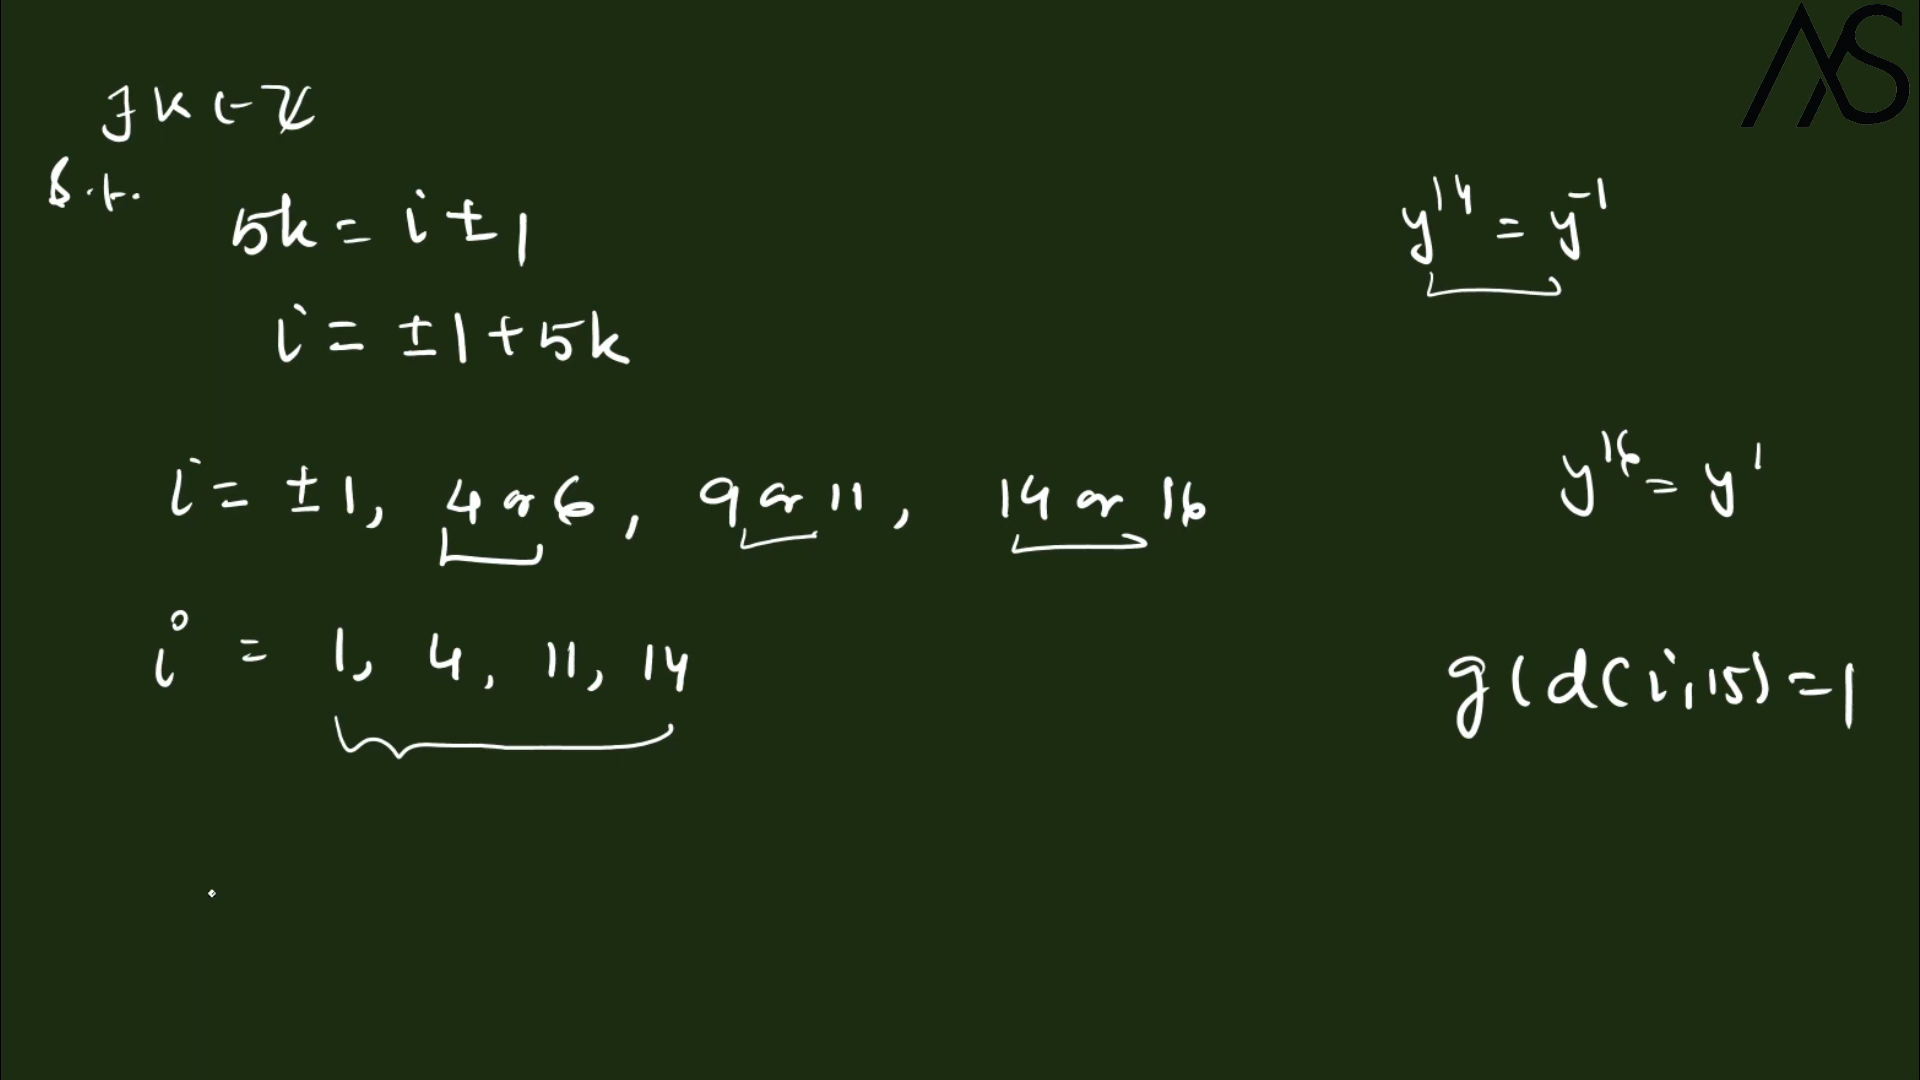 ∃ k ∈ ℤ
s.t.
5k = i ± 1
i = ±1 + 5k
i = ±1, 4 or 6, 9 or 11, 14 or 16
i = 1, 4, 11, 14
AS
y¹⁴ = y⁻¹
y¹⁶ = y¹
gcd(i, 15) = 1